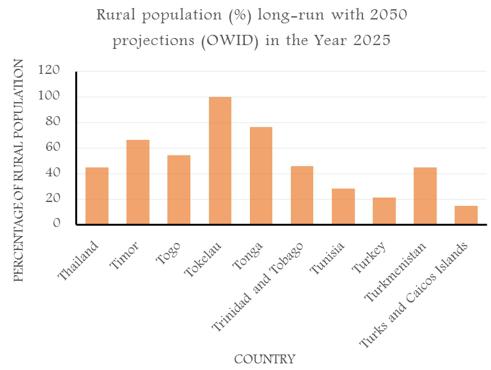 Rural population (%) long-run with 2050
projections (OWID) in the Year 2025
PERCENTAGE OF RURAL POPULATION
120
100
80
60
40
20
0
Thailand
Timor
Togo
Tokelau
Tonga
Trinidad and Tobago
Tunisia
Turkey
Turkmenistan
Turks and Caicos Islands
COUNTRY